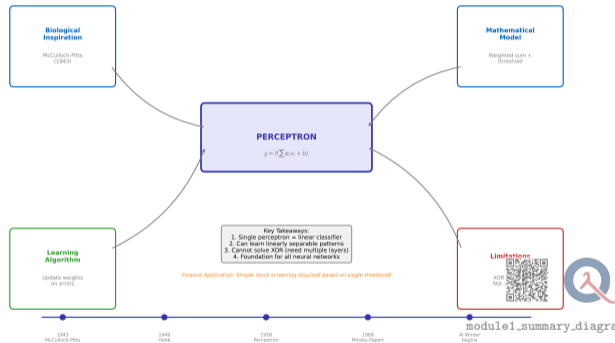 Biological
Inspiration
McCulloch-Pitts
(1943)
Mathematical
Model
Weighted sum +
threshold
PERCEPTRON
y = f(∑wᵢxᵢ + b)
Learning
Algorithm
Update weights
on errors
Key Takeaways:
1. Single perceptron = linear classifier
2. Can learn linearly separable patterns
3. Cannot solve XOR (need multiple layers)
4. Foundation for all neural networks
Finance Application: Simple stock screening (buy/sell based on single threshold)
Limitations
XOR
Not
1943
McCulloch-Pitts
1949
Hebb
1958
Perceptron
1969
Minsky-Papert
AI Winter
begins
module1_summary_diagra